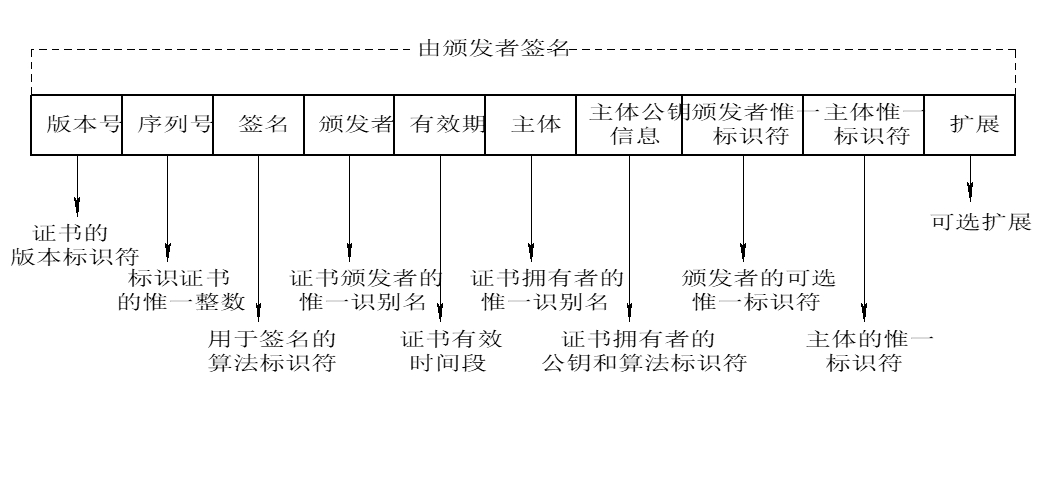 由颁发者签名
版本号
序列号
签名
颁发者
有效期
主体
主体公钥
信息
颁发者惟一
标识符
主体惟一
标识符
扩展
证书的
版本标识符
标识证书
的惟一整数
用于签名的
算法标识符
证书颁发者的
惟一识别名
证书有效
时间段
证书拥有者的
惟一识别名
证书拥有者的
公钥和算法标识符
颁发者的可选
惟一标识符
主体的惟一
标识符
可选扩展